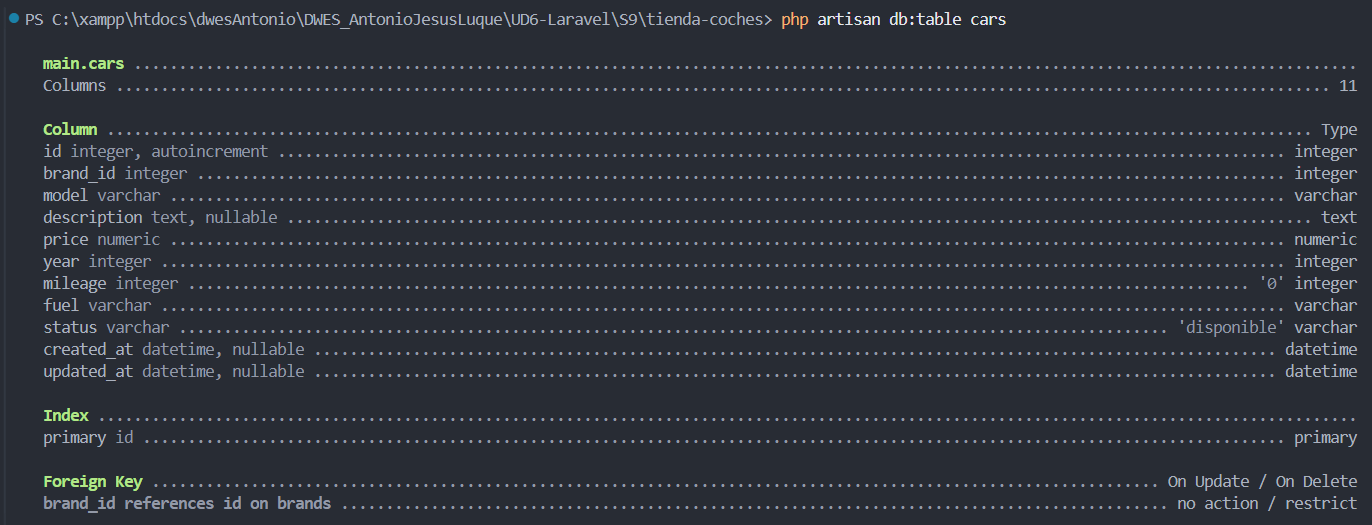 PS C:\xampp\htdocs\dwesAntonio\DWES_AntonioJesusLuque\UD6-Laravel\S9\tienda-coches> php artisan db:table cars
main.cars ...............................................................................................................................................
Columns ............................................................................................................................................... 11
Column ............................................................................................................................................... Type
id integer, autoincrement ............................................................................................................... integer
brand_id integer ......................................................................................................................... integer
model varchar ............................................................................................................................ varchar
description text, nullable ................................................................................................................. text
price numeric ............................................................................................................................ numeric
year integer ............................................................................................................................. integer
mileage integer ...................................................................................................................... '0' integer
fuel varchar ............................................................................................................................. varchar
status varchar .............................................................................................................. 'disponible' varchar
created_at datetime, nullable .......................................................................................................... datetime
updated_at datetime, nullable .......................................................................................................... datetime
Index ...................................................................................................................................................
primary id ............................................................................................................................... primary
Foreign Key ................................................................................................................ On Update / On Delete
brand_id references id on brands ............................................................................................ no action / restrict